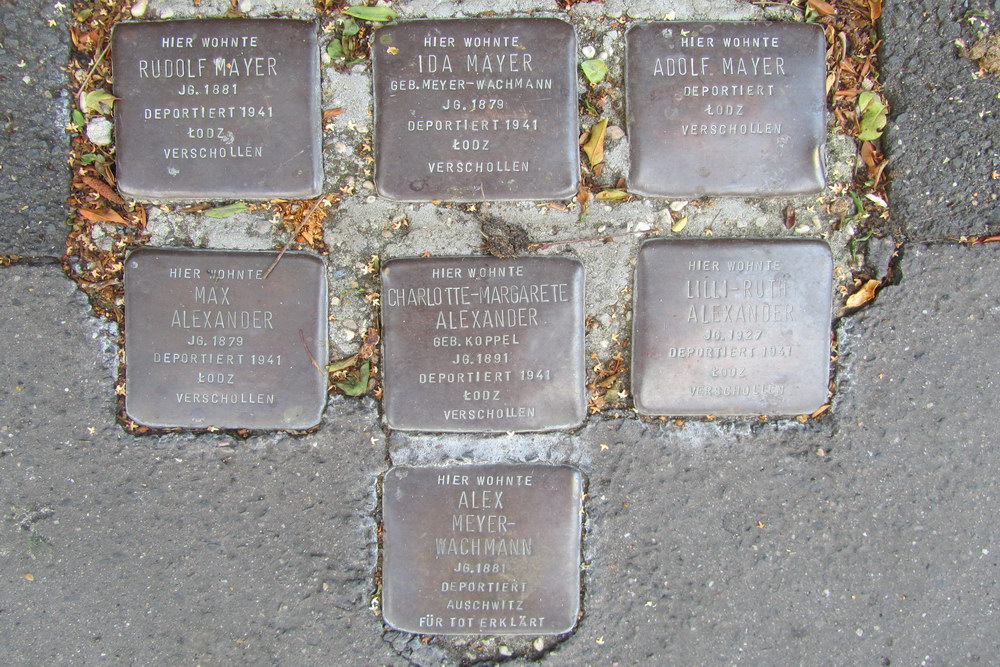 HIER WOHNTE
RUDOLF MAYER
JG. 1881
DEPORTIERT 1941
ŁODZ
VERSCHOLLEN
HIER WOHNTE
IDA MAYER
GEB. MEYER-WACHMANN
JG. 1879
DEPORTIERT 1941
ŁODZ
VERSCHOLLEN
HIER WOHNTE
ADOLF MAYER
DEPORTIERT
ŁODZ
VERSCHOLLEN
HIER WOHNTE
MAX
ALEXANDER
JG. 1879
DEPORTIERT 1941
ŁODZ
VERSCHOLLEN
HIER WOHNTE
CHARLOTTE-MARGARETE
ALEXANDER
GEB. KOPPEL
JG. 1891
DEPORTIERT 1941
ŁODZ
VERSCHOLLEN
HIER WOHNTE
LILLI-RUTH
ALEXANDER
JG. 1927
DEPORTIERT 1941
ŁODZ
VERSCHOLLEN
HIER WOHNTE
ALEX
MEYER-
WACHMANN
JG. 1881
DEPORTIERT
AUSCHWITZ
FÜR TOT ERKLÄRT